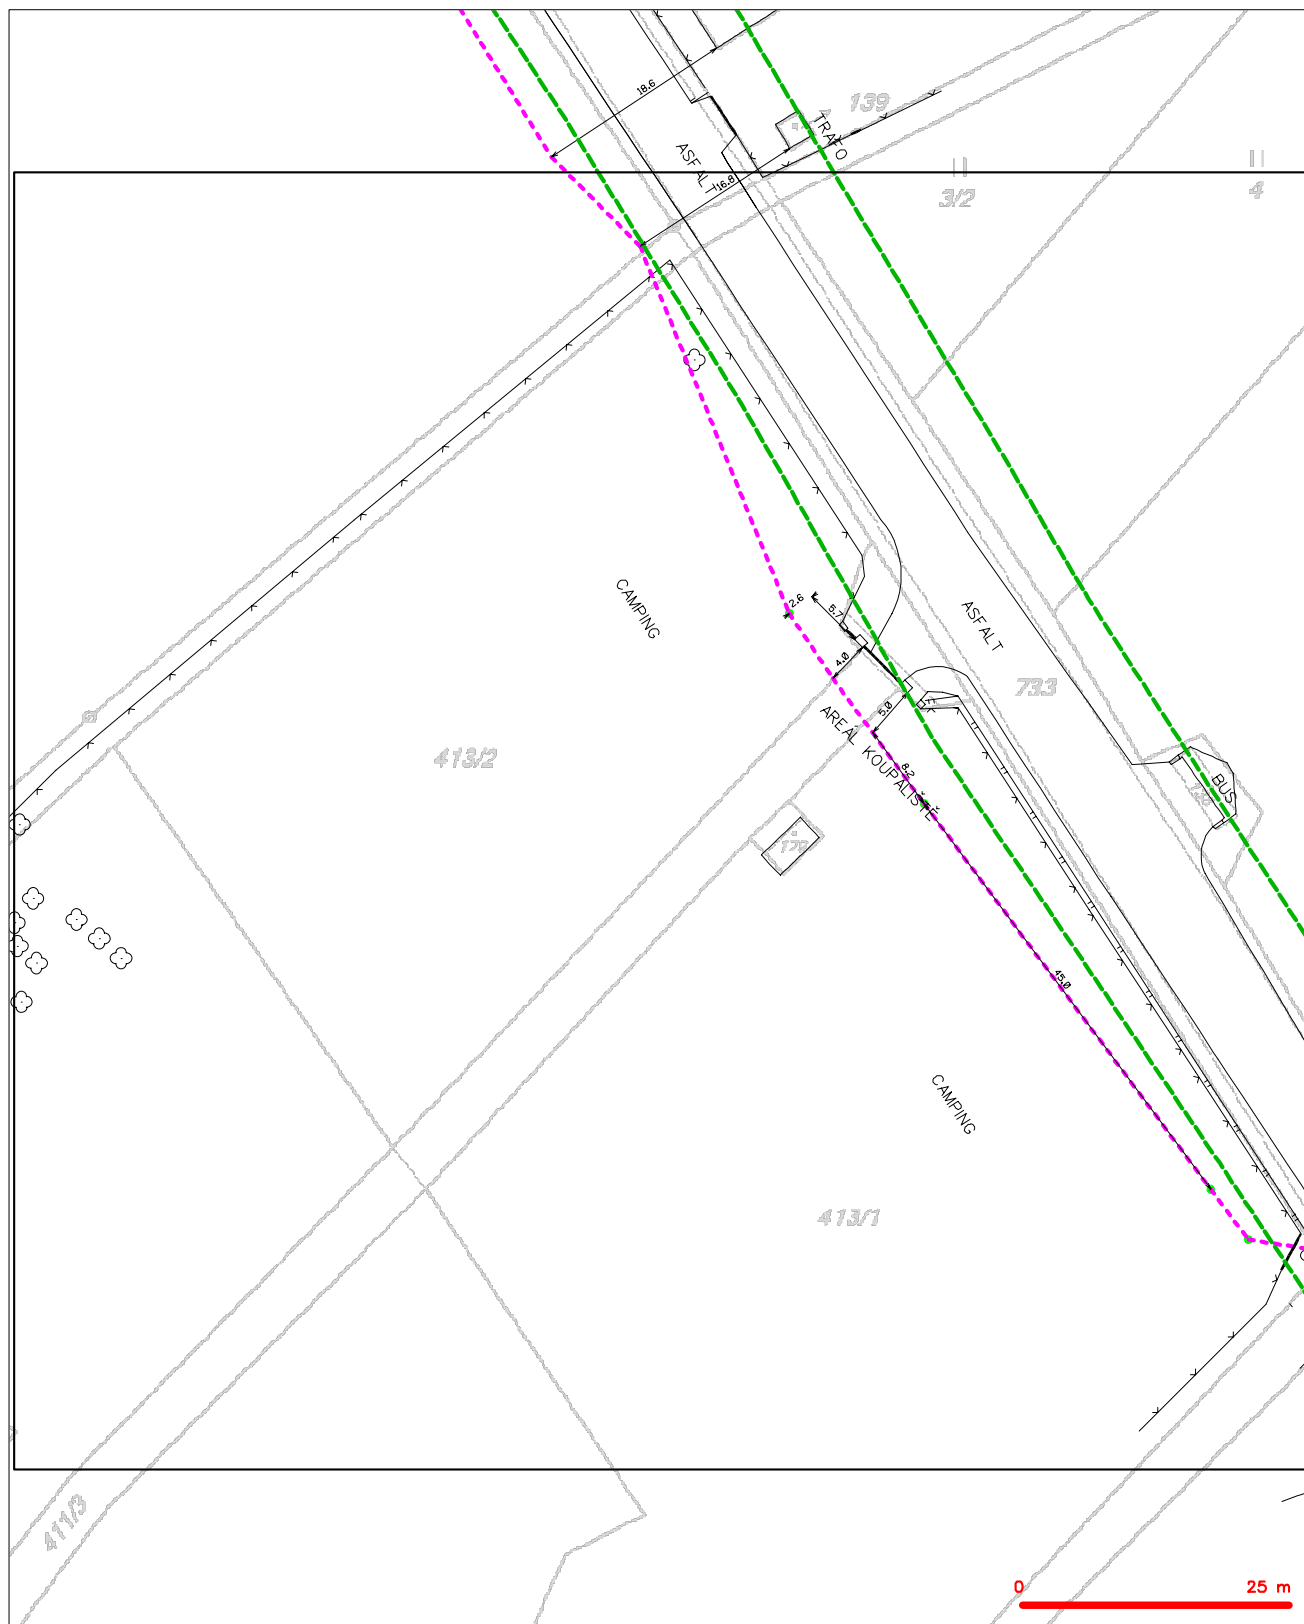 18.6
139
TRAFO
ASFALT
16.8
3/2
4
CAMPING
2.6
5.7
ASFALT
4.0
733
5.0
AREÁL KOUPALIŠTĚ
413/2
8.2
BUS
45.0
CAMPING
413/1
411/3
0
25 m